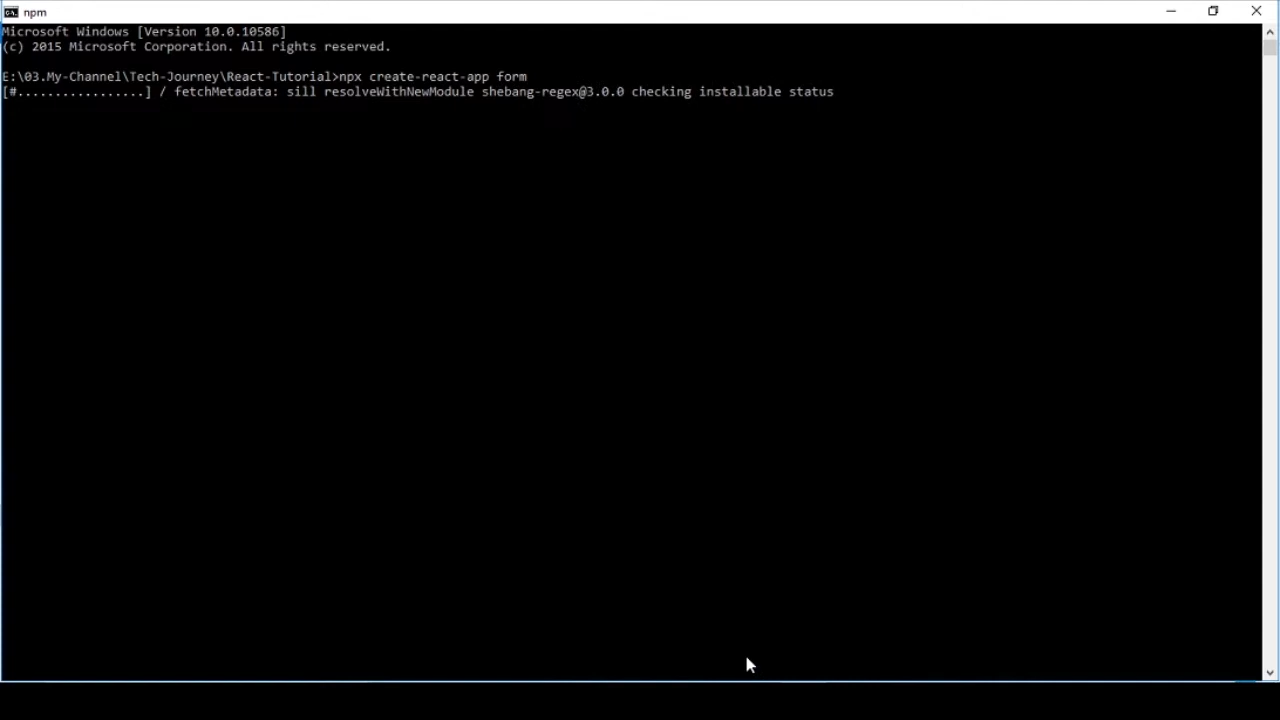 npm
Microsoft Windows [Version 10.0.10586]
(c) 2015 Microsoft Corporation. All rights reserved.
E:\03.My-Channel\Tech-Journey\React-Tutorial>npx create-react-app form
[#.................] / fetchMetadata: sill resolveWithNewModule shebang-regex@3.0.0 checking installable status